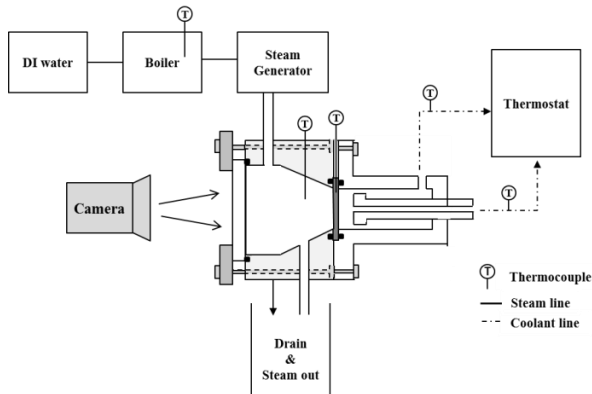 T
DI water
Boiler
Steam
Generator
T
Thermostat
T
T
Camera
T
T
Thermocouple
Steam line
Coolant line
Drain
&
Steam out